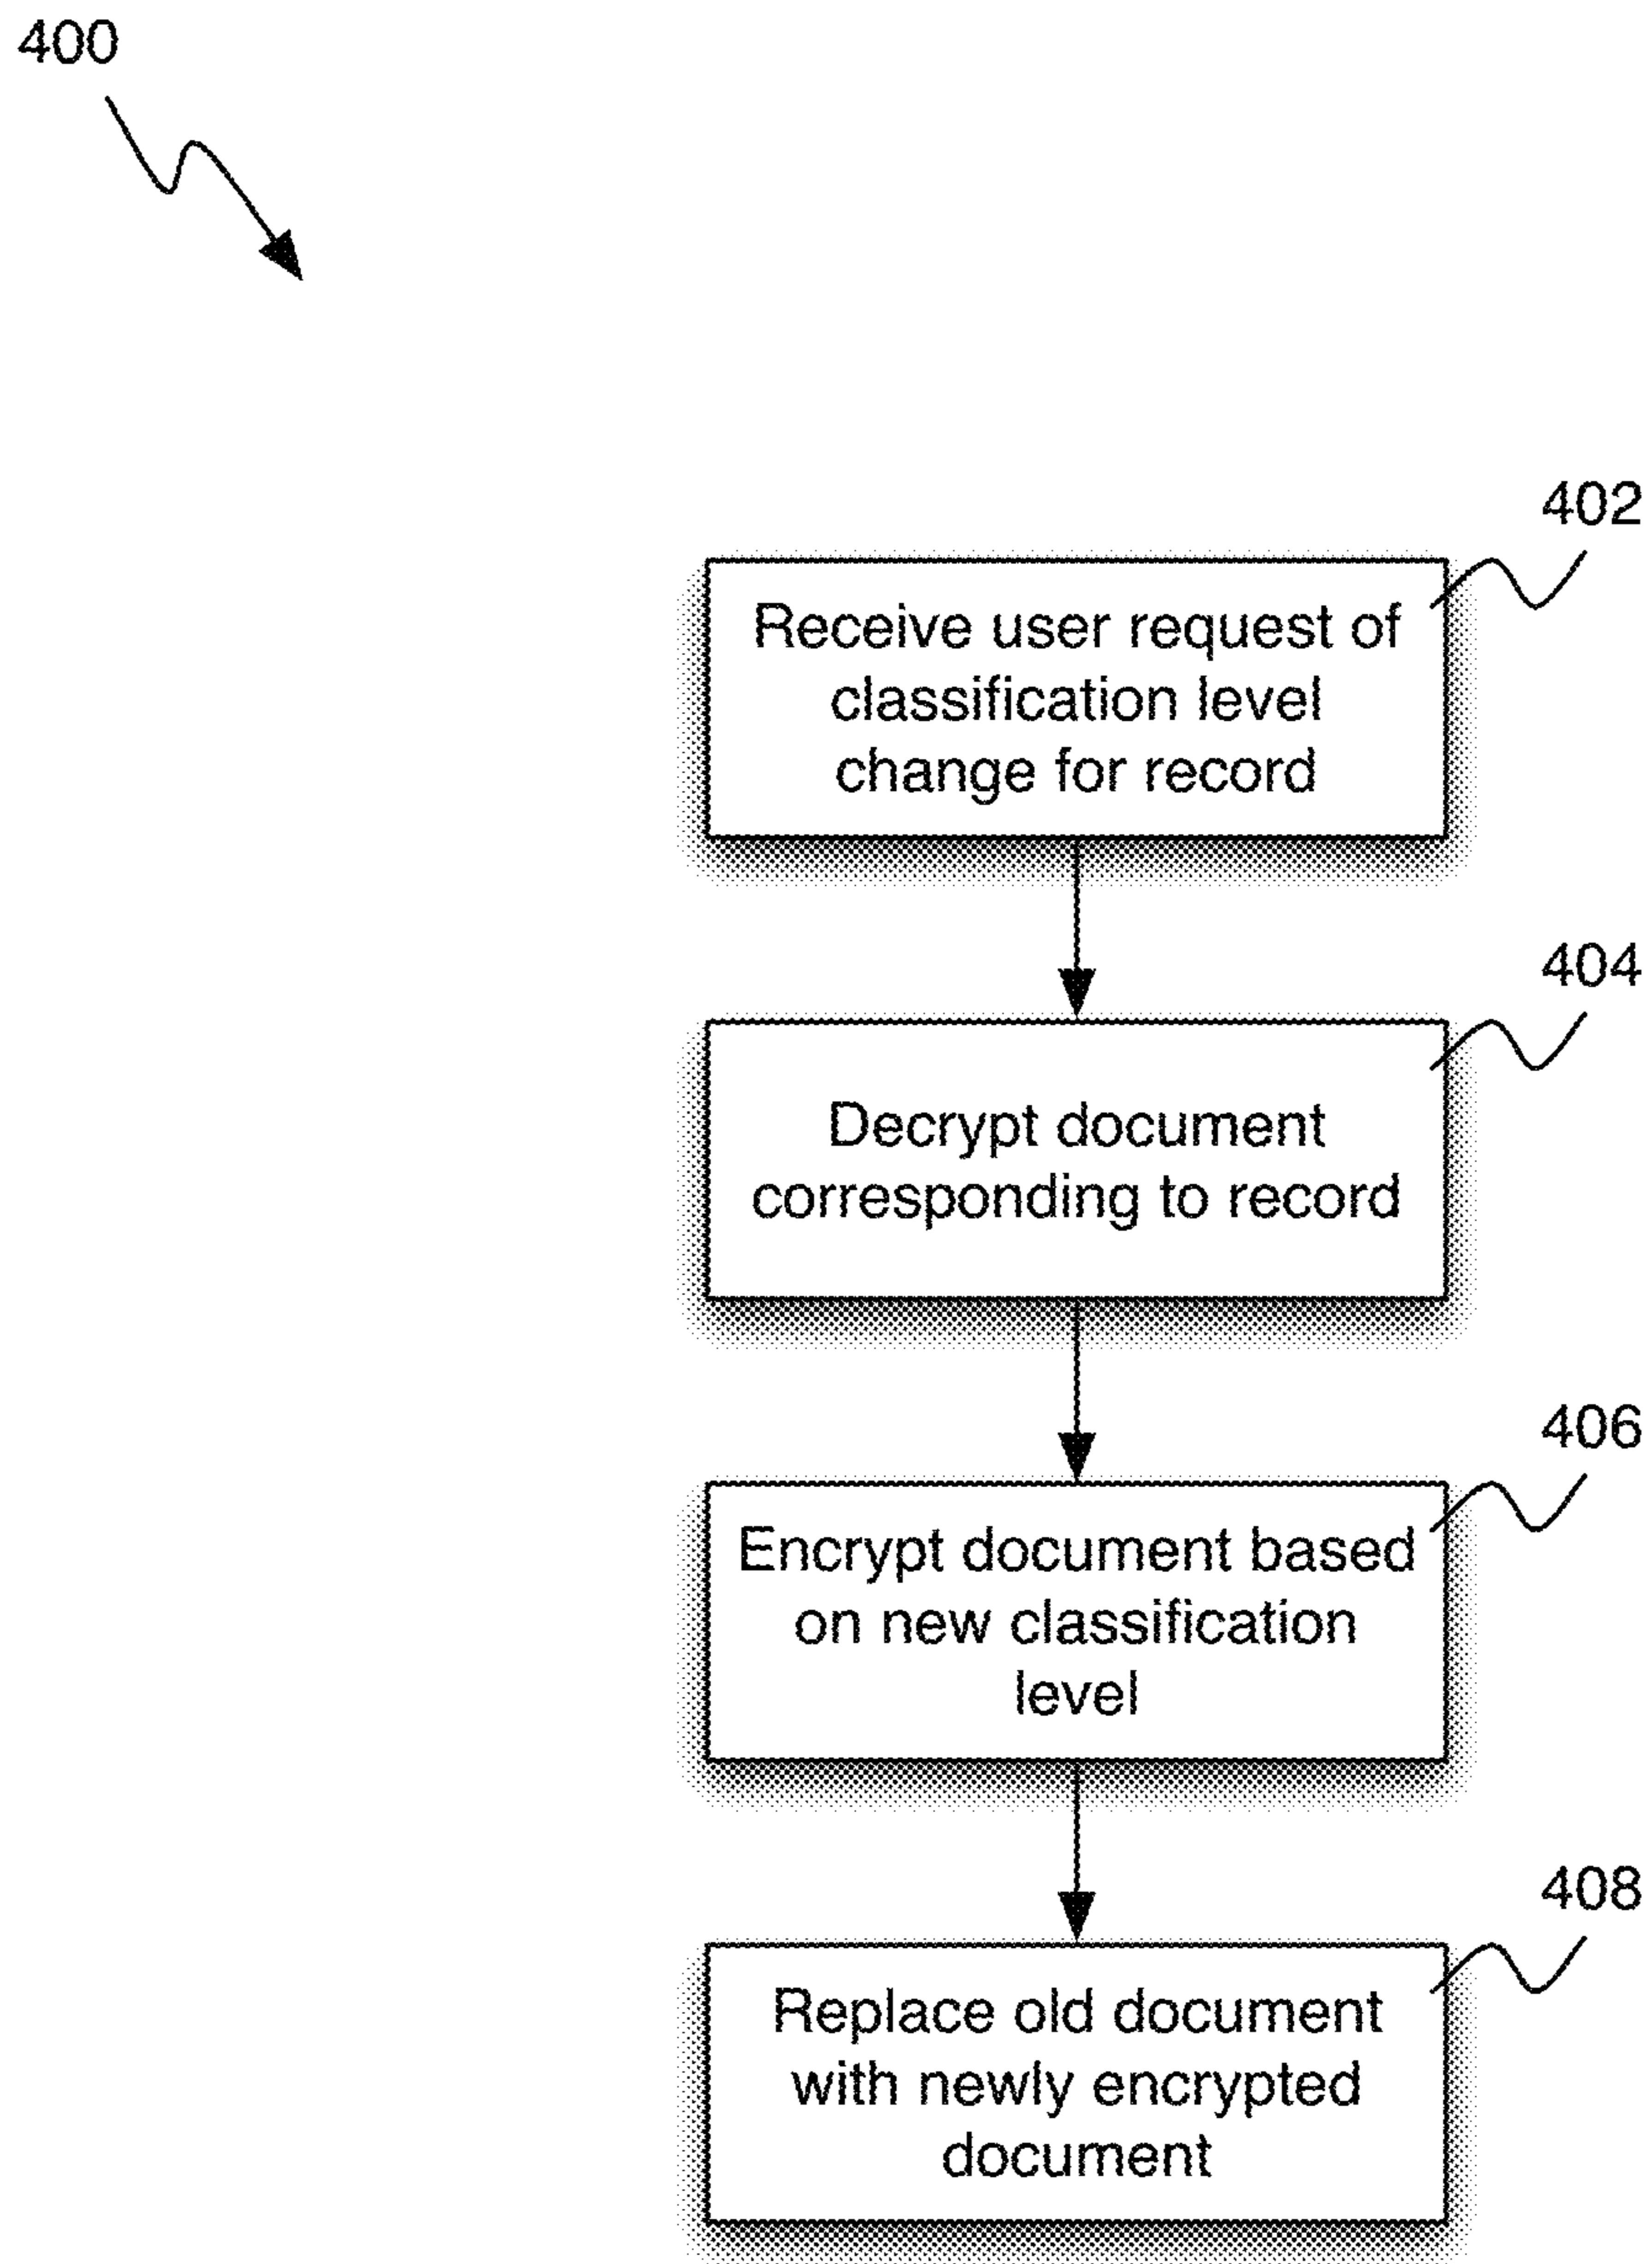 400
402
Receive user request of
classification level
change for record
404
Decrypt document
corresponding to record
406
Encrypt document based
on new classification
level
408
Replace old document
with newly encrypted
document